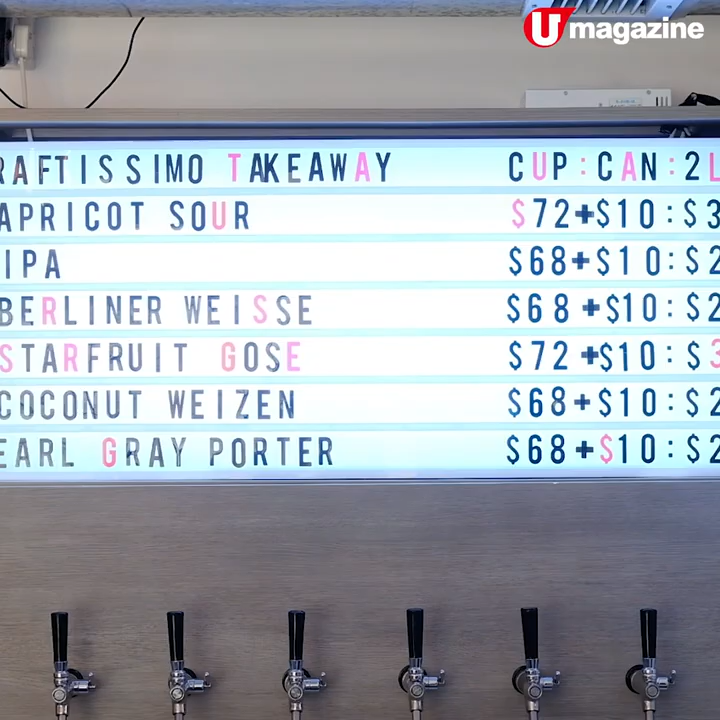 U magazine
RAFTISSIMO TAKEAWAY CUP:CAN:2L
APRICOT SOUR $72+$10:$3
IPA $68+$10:$2
BERLINER WEISSE $68+$10:$2
STARFRUIT GOSE $72+$10:$3
COCONUT WEIZEN $68+$10:$2
EARL GRAY PORTER $68+$10:$2